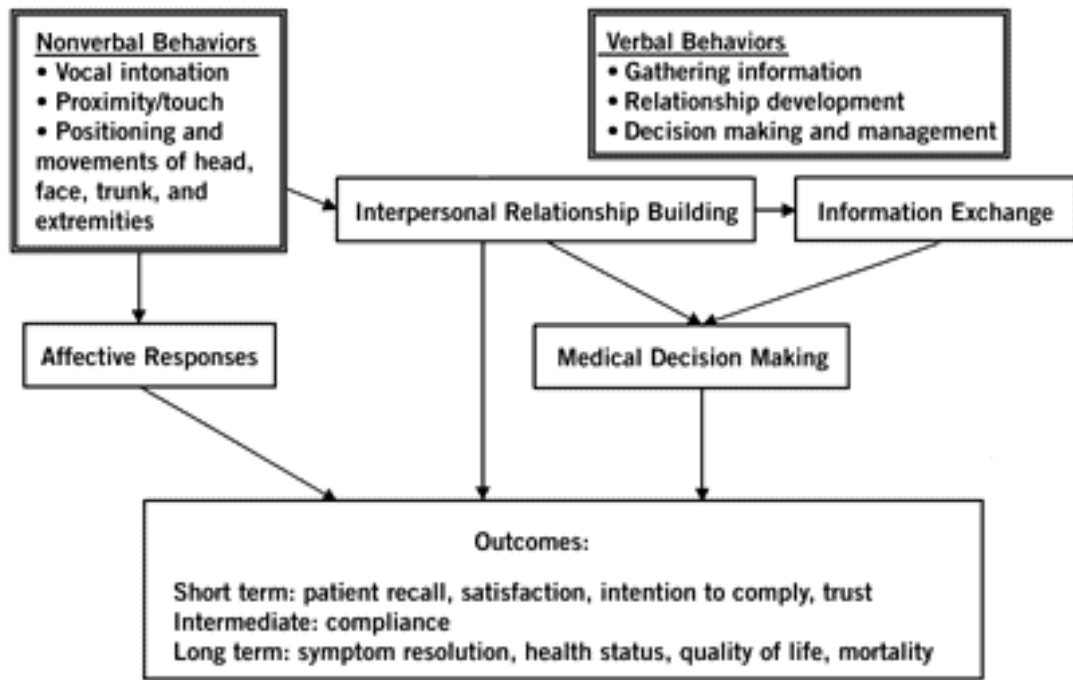 Nonverbal Behaviors
• Vocal intonation
• Proximity/touch
• Positioning and
movements of head,
face, trunk, and
extremities
Verbal Behaviors
• Gathering information
• Relationship development
• Decision making and management
Interpersonal Relationship Building
Information Exchange
Affective Responses
Medical Decision Making
Outcomes:
Short term: patient recall, satisfaction, intention to comply, trust
Intermediate: compliance
Long term: symptom resolution, health status, quality of life, mortality